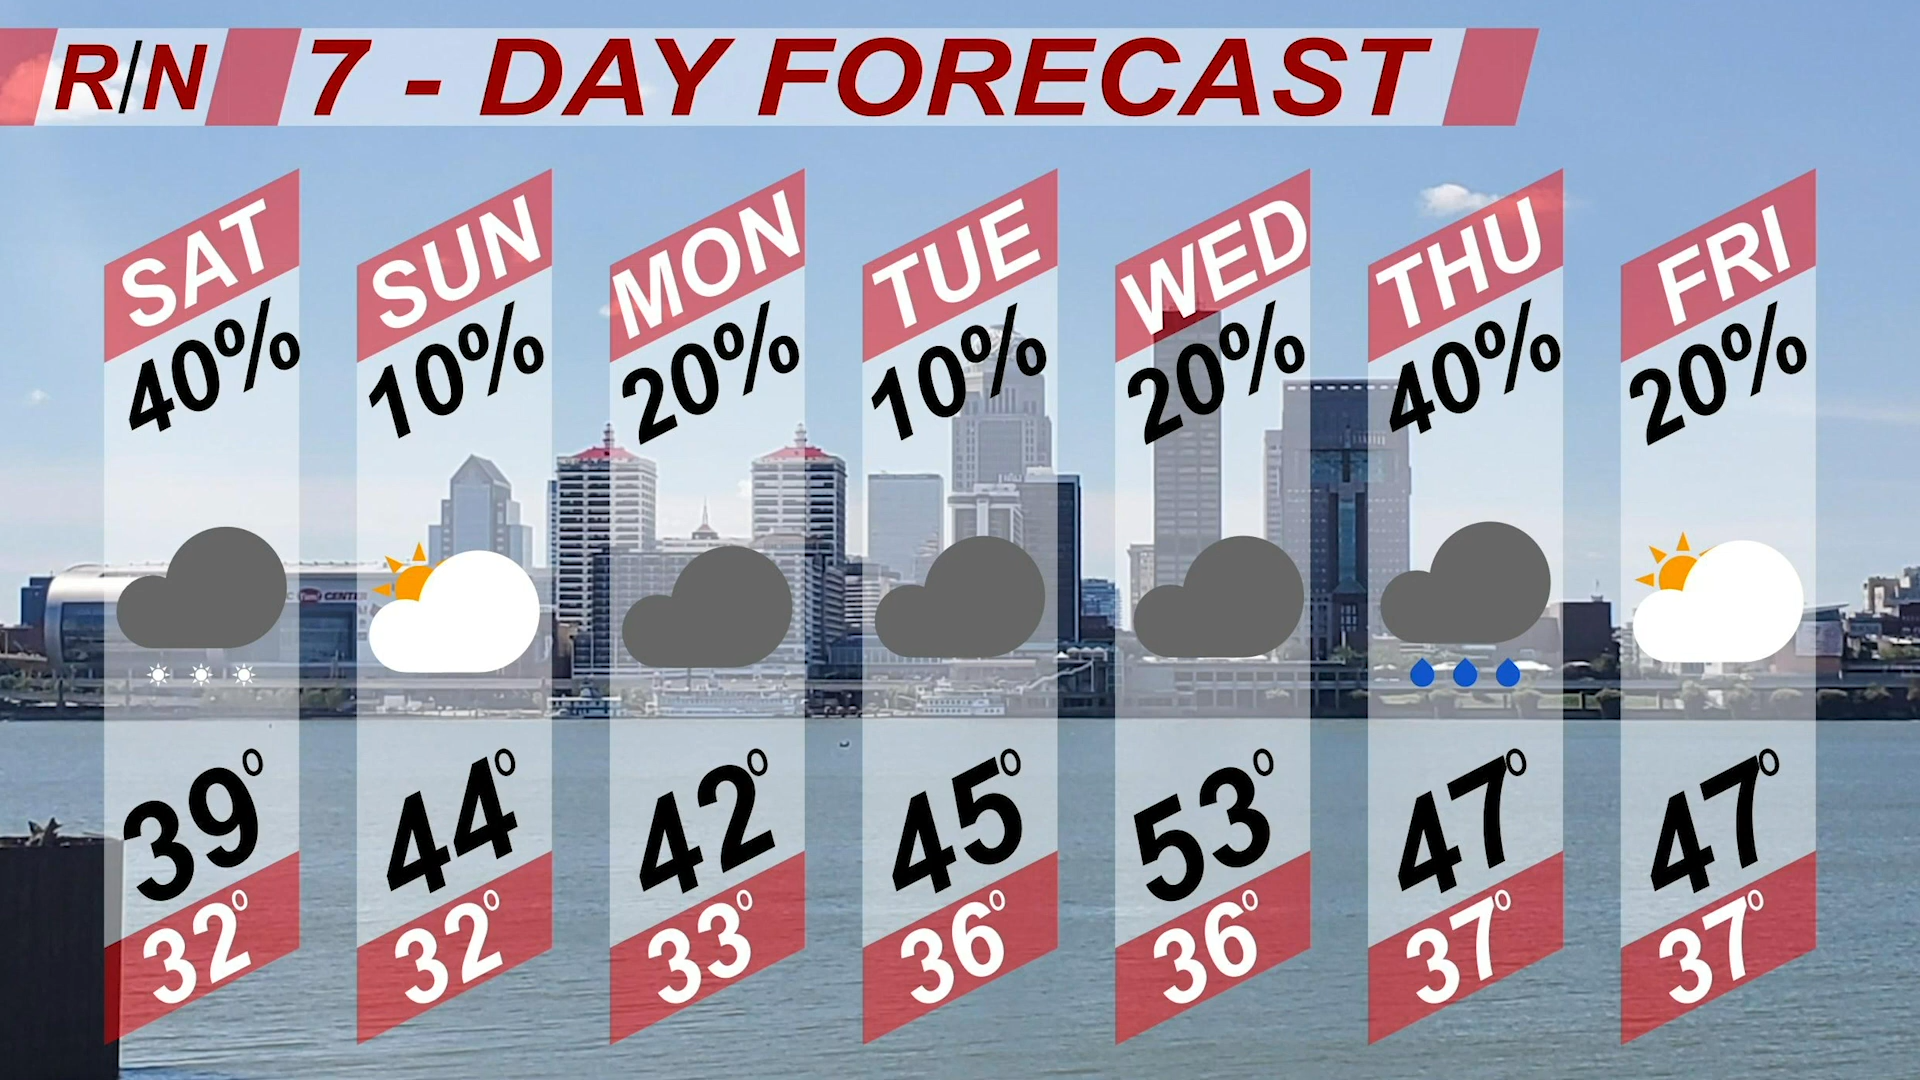 R/N 7 - DAY FORECAST
SAT SUN MON TUE WED THU FRI
40% 10% 20% 10% 20% 40% 20%
CENTER
39° 44° 42° 45° 53° 47° 47°
32° 32° 33° 36° 36° 37° 37°